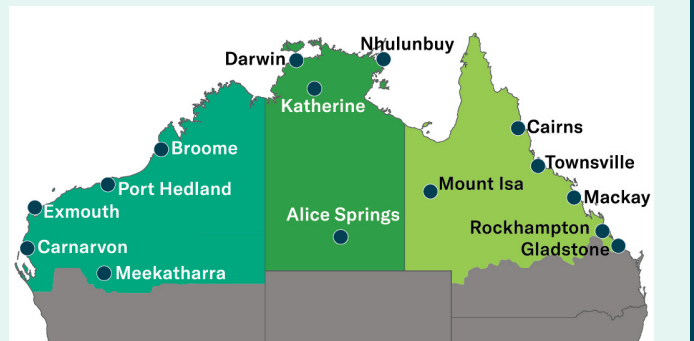 Nhulunbuy
Darwin
Katherine
Cairns
Broome
Townsville
Port Hedland
Mount Isa
Mackay
Exmouth
Alice Springs
Rockhampton
Carnarvon
Gladstone
Meekatharra